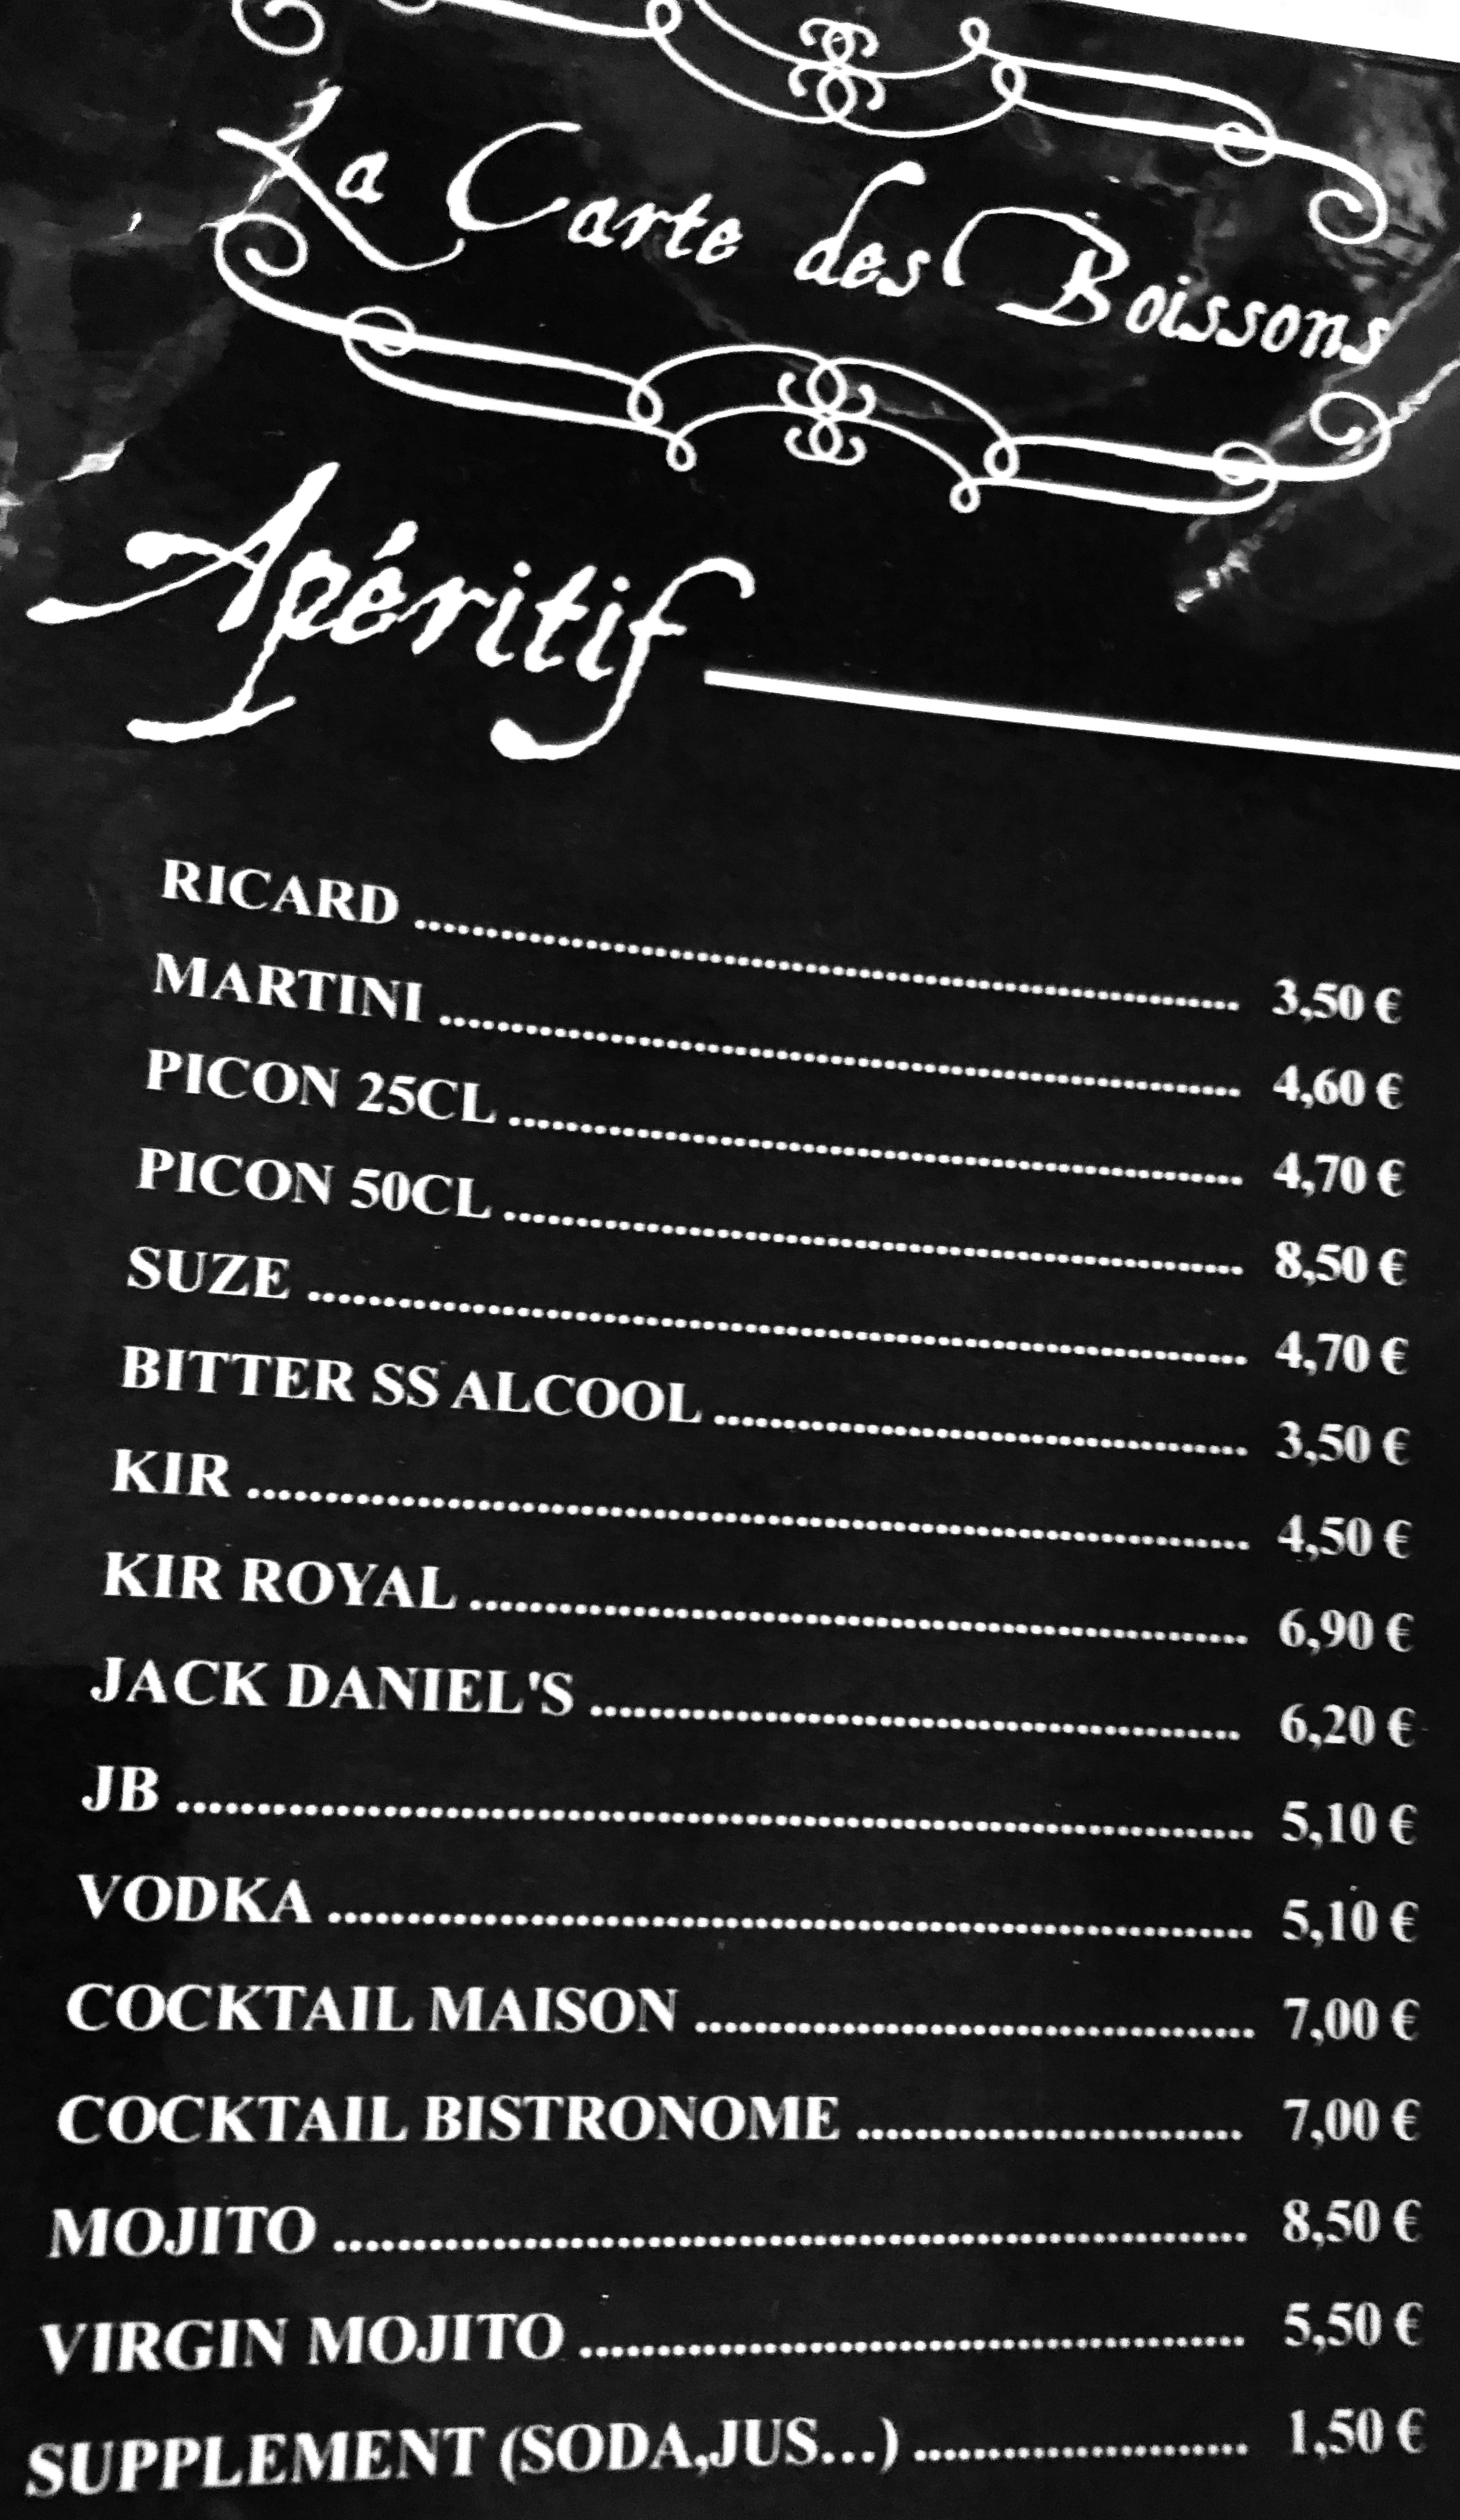 La Carte des Boissons
Apéritif
RICARD ........................................ 3,50 €
MARTINI ........................................ 4,60 €
PICON 25CL ........................................ 4,70 €
PICON 50CL ........................................ 8,50 €
SUZE ........................................ 4,70 €
BITTER SS ALCOOL ........................................ 3,50 €
KIR ........................................ 4,50 €
KIR ROYAL ........................................ 6,90 €
JACK DANIEL'S ........................................ 6,20 €
JB ........................................ 5,10 €
VODKA ........................................ 5,10 €
COCKTAIL MAISON ........................................ 7,00 €
COCKTAIL BISTRONOME ........................................ 7,00 €
MOJITO ........................................ 8,50 €
VIRGIN MOJITO ........................................ 5,50 €
SUPPLEMENT (SODA,JUS...) ........................................ 1,50 €